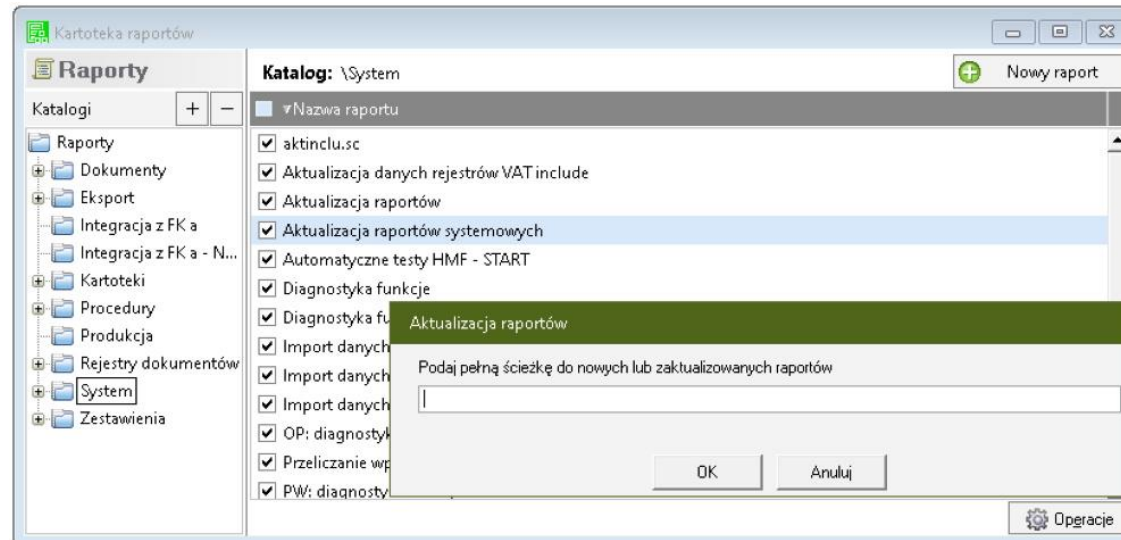 Kartoteka raportów
Raporty
Katalogi
Raporty
Dokumenty
Eksport
Integracja z FK a
Integracja z FK a - N...
Kartoteki
Procedury
Produkcja
Rejestry dokumentów
System
Zestawienia
Katalog: \System
Nowy raport
Nazwa raportu
aktinclu.sc
Aktualizacja danych rejestrów VAT include
Aktualizacja raportów
Aktualizacja raportów systemowych
Automatyczne testy HMF - START
Diagnostyka funkcje
Diagnostyka fu
Import danych
Import danych
Import danych
OP: diagnostyk
Przeliczanie wp
PW: diagnosty
Aktualizacja raportów
Podaj pełną ścieżkę do nowych lub zaktualizowanych raportów
OK
Anuluj
Operacje